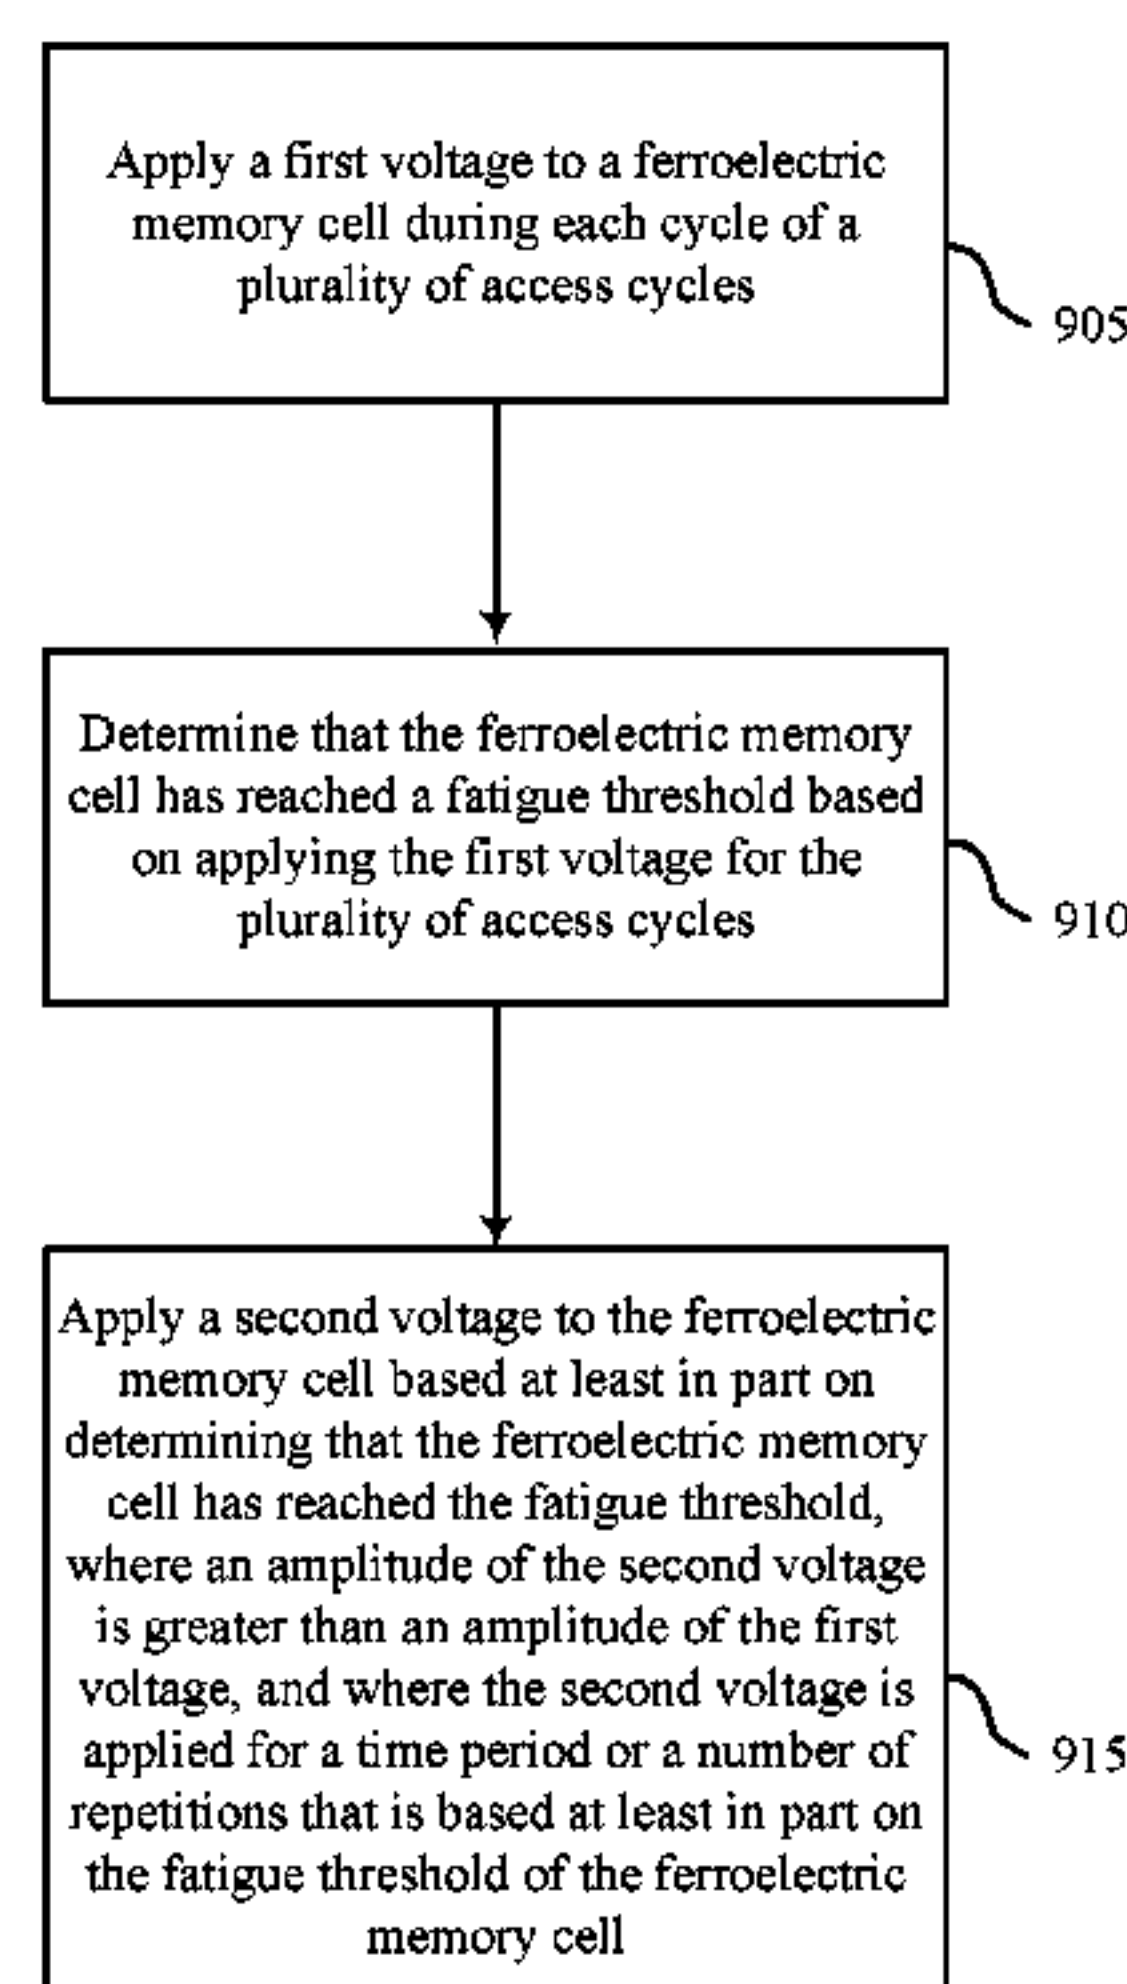 Apply a first voltage to a ferroelectric
memory cell during each cycle of a
plurality of access cycles
905
Determine that the ferroelectric memory
cell has reached a fatigue threshold based
on applying the first voltage for the
plurality of access cycles
910
Apply a second voltage to the ferroelectric
memory cell based at least in part on
determining that the ferroelectric memory
cell has reached the fatigue threshold,
where an amplitude of the second voltage
is greater than an amplitude of the first
voltage, and where the second voltage is
applied for a time period or a number of
repetitions that is based at least in part on
the fatigue threshold of the ferroelectric
memory cell
915